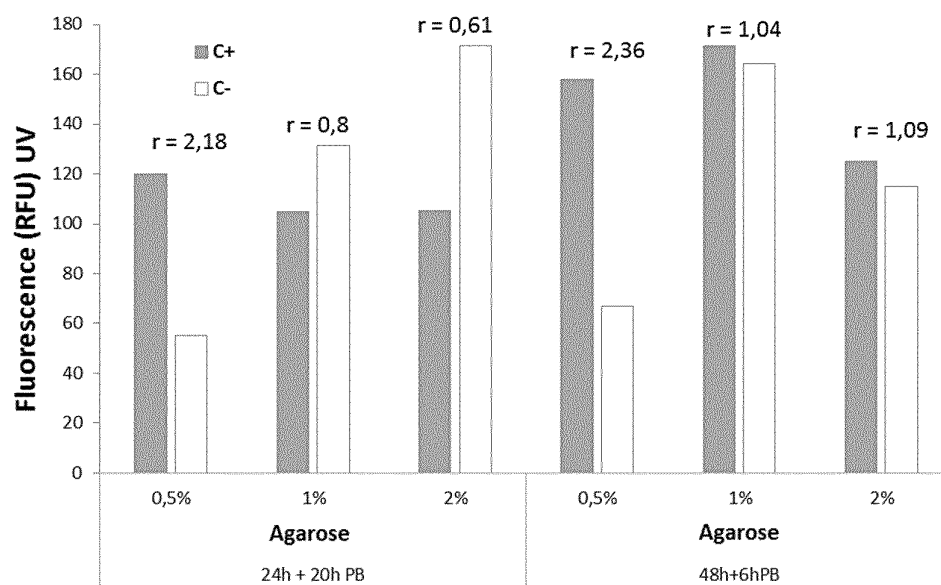 180
160
140
120
100
80
60
40
20
0
Fluorescence (RFU) UV
C+
C-
r = 2,18
r = 0,8
r = 0,61
r = 2,36
r = 1,04
r = 1,09
0,5% 1% 2% 0,5% 1% 2%
Agarose Agarose
24h + 20h PB 48h+6hPB